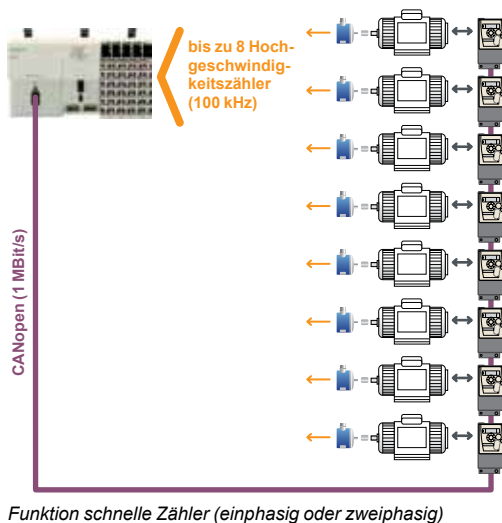 bis zu 8 Hoch-
geschwindig-
keitszähler
(100 kHz)
CANopen (1 MBit/s)
Funktion schnelle Zähler (einphasig oder zweiphasig)